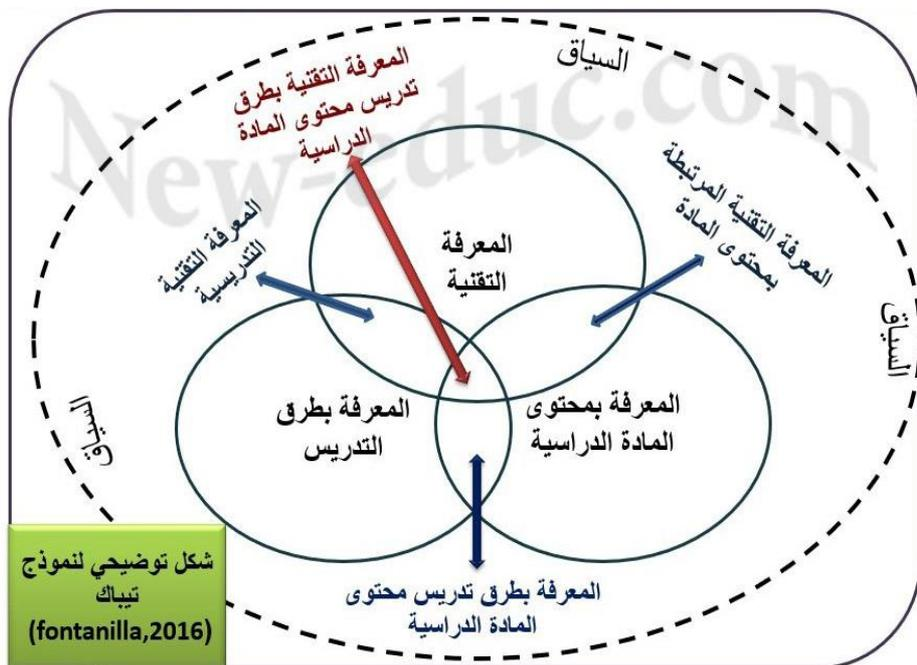 New-educ.com
السياق
المعرفة التقنية بطرق
تدريس محتوى المادة
الدراسية
المعرفة التقنية المرتبطة
بمحتوى المادة
المعرفة التقنية
التدريسية
المعرفة
التقنية
السياق
السياق
المعرفة بمحتوى
المادة الدراسية
المعرفة بطرق
التدريس
المعرفة بطرق تدريس محتوى
المادة الدراسية
شكل توضيحي لنموذج
تيباك
(fontanilla,2016)